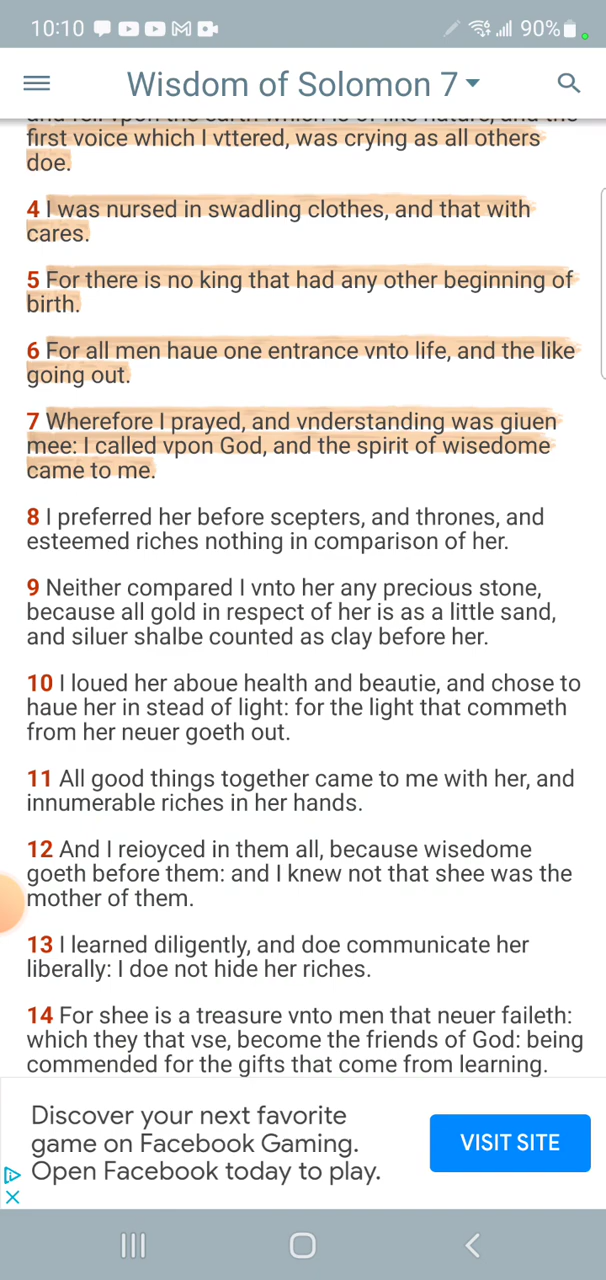 10:10
90%
Wisdom of Solomon 7
and fell vpon the earth which is of like nature, and the
first voice which I vttered, was crying as all others
doe.
4 I was nursed in swadling clothes, and that with
cares.
5 For there is no king that had any other beginning of
birth.
6 For all men haue one entrance vnto life, and the like
going out.
7 Wherefore I prayed, and vnderstanding was giuen
mee: I called vpon God, and the spirit of wisedome
came to me.
8 I preferred her before scepters, and thrones, and
esteemed riches nothing in comparison of her.
9 Neither compared I vnto her any precious stone,
because all gold in respect of her is as a little sand,
and siluer shalbe counted as clay before her.
10 I loued her aboue health and beautie, and chose to
haue her in stead of light: for the light that commeth
from her neuer goeth out.
11 All good things together came to me with her, and
innumerable riches in her hands.
12 And I reioyced in them all, because wisedome
goeth before them: and I knew not that shee was the
mother of them.
13 I learned diligently, and doe communicate her
liberally: I doe not hide her riches.
14 For shee is a treasure vnto men that neuer faileth:
which they that vse, become the friends of God: being
commended for the gifts that come from learning.
Discover your next favorite
game on Facebook Gaming.
Open Facebook today to play.
VISIT SITE